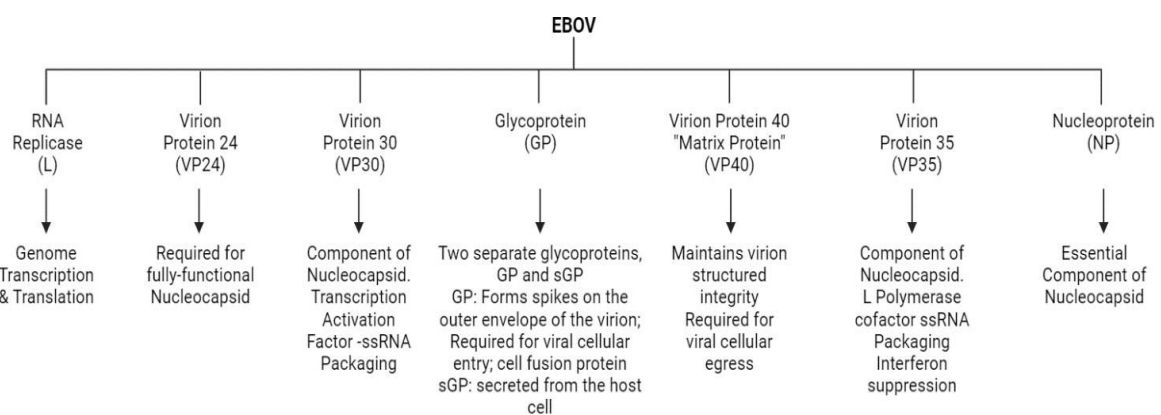 EBOV
RNA
Replicase
(L)
Virion
Protein 24
(VP24)
Virion
Protein 30
(VP30)
Glycoprotein
(GP)
Virion Protein 40
"Matrix Protein"
(VP40)
Virion
Protein 35
(VP35)
Nucleoprotein
(NP)
Genome
Transcription
& Translation
Required for
fully-functional
Nucleocapsid
Component of
Nucleocapsid.
Transcription
Activation
Factor -ssRNA
Packaging
Two separate glycoproteins,
GP and sGP
GP: Forms spikes on the
outer envelope of the virion;
Required for viral cellular
entry; cell fusion protein
sGP: secreted from the host
cell
Maintains virion
structured
integrity
Required for
viral cellular
egress
Component of
Nucleocapsid.
L Polymerase
cofactor ssRNA
Packaging
Interferon
suppression
Essential
Component of
Nucleocapsid